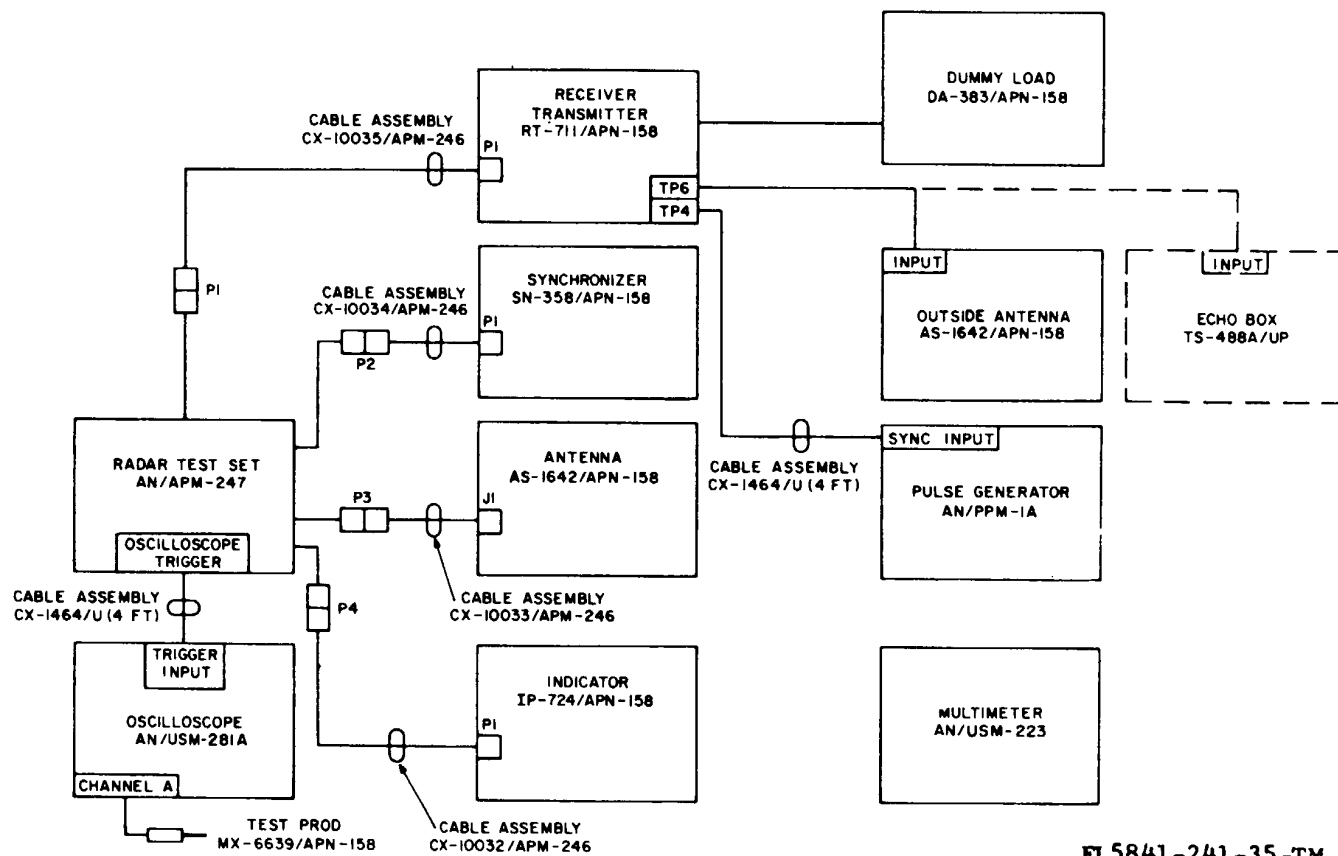 DUMMY LOAD
DA-383/APN-158
RECEIVER
TRANSMITTER
RT-711/APN-158
CABLE ASSEMBLY
CX-10035/APM-246
P1
TP6
TP4
P1
SYNCHRONIZER
SN-358/APN-158
CABLE ASSEMBLY
CX-10034/APM-246
P1
P2
INPUT
OUTSIDE ANTENNA
AS-1642/APN-158
INPUT
ECHO BOX
TS-488A/UP
RADAR TEST SET
AN/APM-247
OSCILLOSCOPE
TRIGGER
ANTENNA
AS-1642/APN-158
P3
J1
CABLE ASSEMBLY
CX-10033/APM-246
SYNC INPUT
PULSE GENERATOR
AN/PPM-1A
CABLE ASSEMBLY
CX-1464/U (4 FT)
CABLE ASSEMBLY
CX-1464/U (4 FT)
P4
TRIGGER
INPUT
OSCILLOSCOPE
AN/USM-281A
CHANNEL A
TEST PROD
MX-6639/APN-158
INDICATOR
IP-724/APN-158
P1
CABLE ASSEMBLY
CX-10032/APM-246
MULTIMETER
AN/USM-223
EL5841-241-35-TM